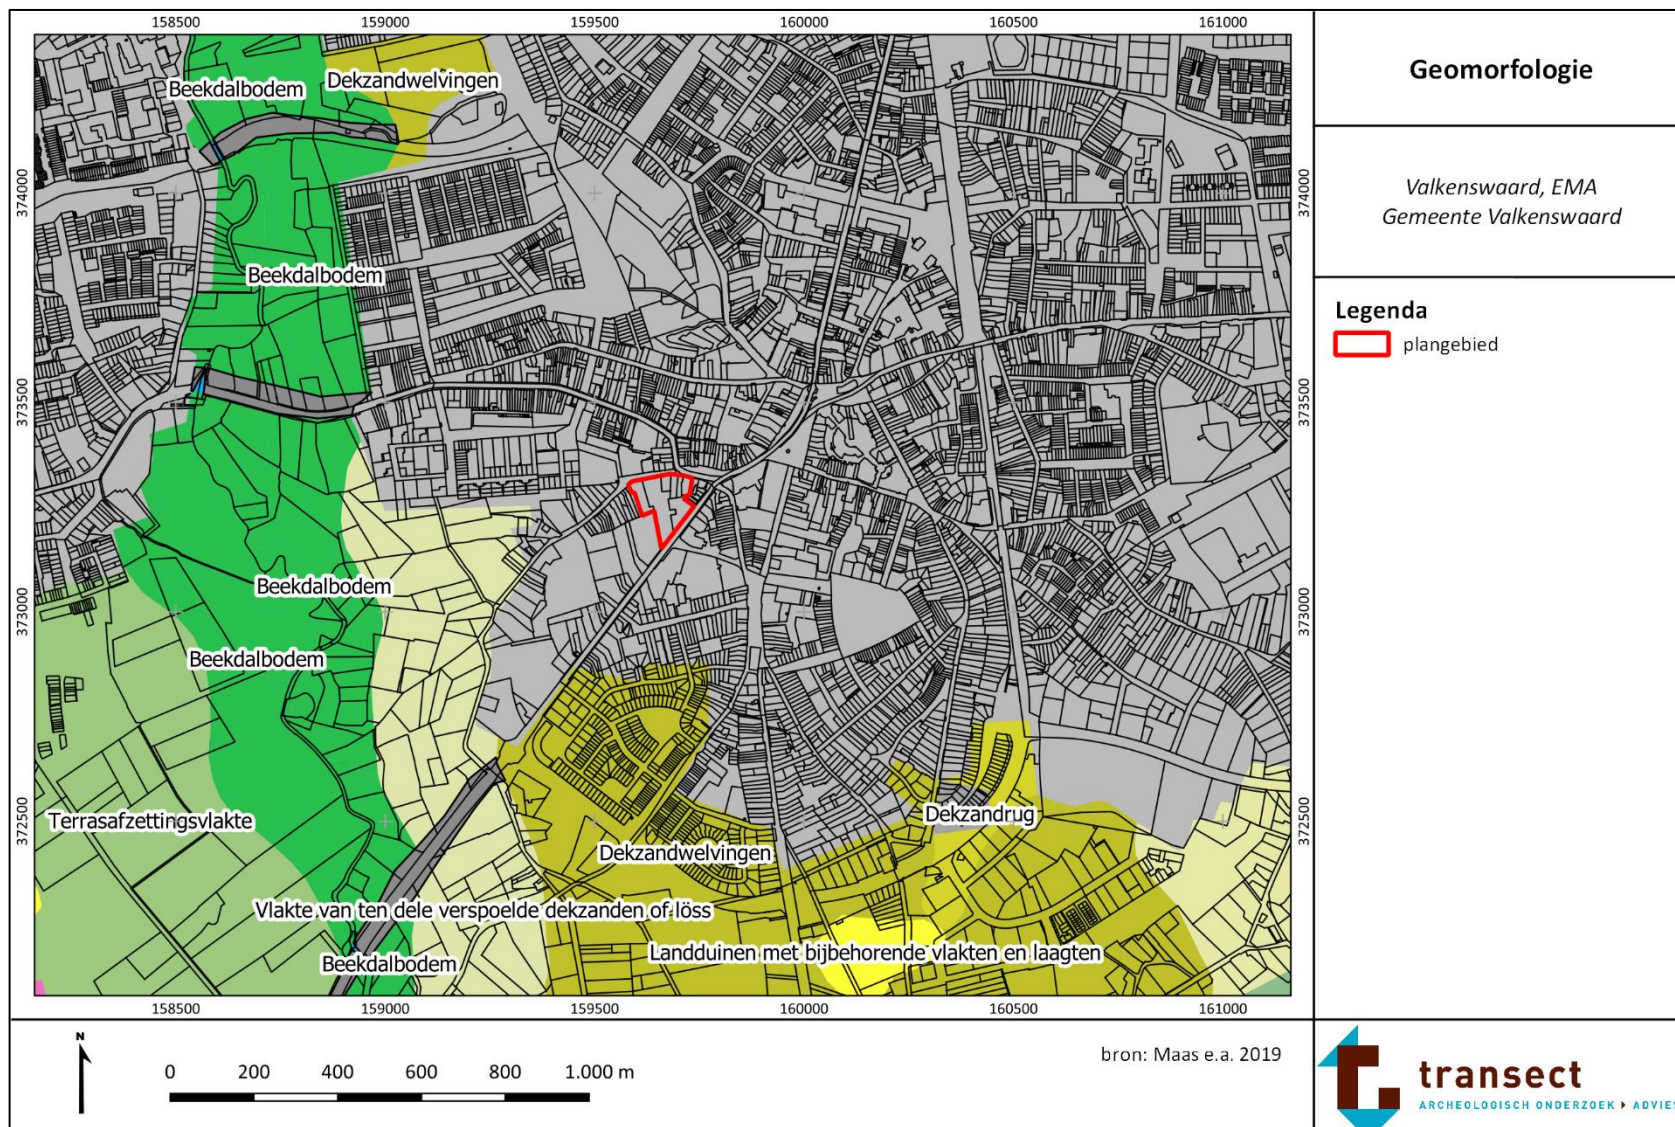 158500 159000 159500 160000 160500 161000
374000
373500
373000
372500
Beekdalbodem
Dekzandwelvingen
Beekdalbodem
Beekdalbodem
Beekdalbodem
Terrasafzettingsvlakte
Dekzandrug
Dekzandwelvingen
Vlakte van ten dele verspoelde dekzanden of löss
Landduinen met bijbehorende vlakten en laagten
Beekdalbodem
374000
373500
373000
372500
158500 159000 159500 160000 160500 161000
Geomorfologie
Valkenswaard, EMA
Gemeente Valkenswaard
Legenda
plangebied
N
0 200 400 600 800 1.000 m
bron: Maas e.a. 2019
transect
ARCHEOLOGISCH ONDERZOEK ADVIES